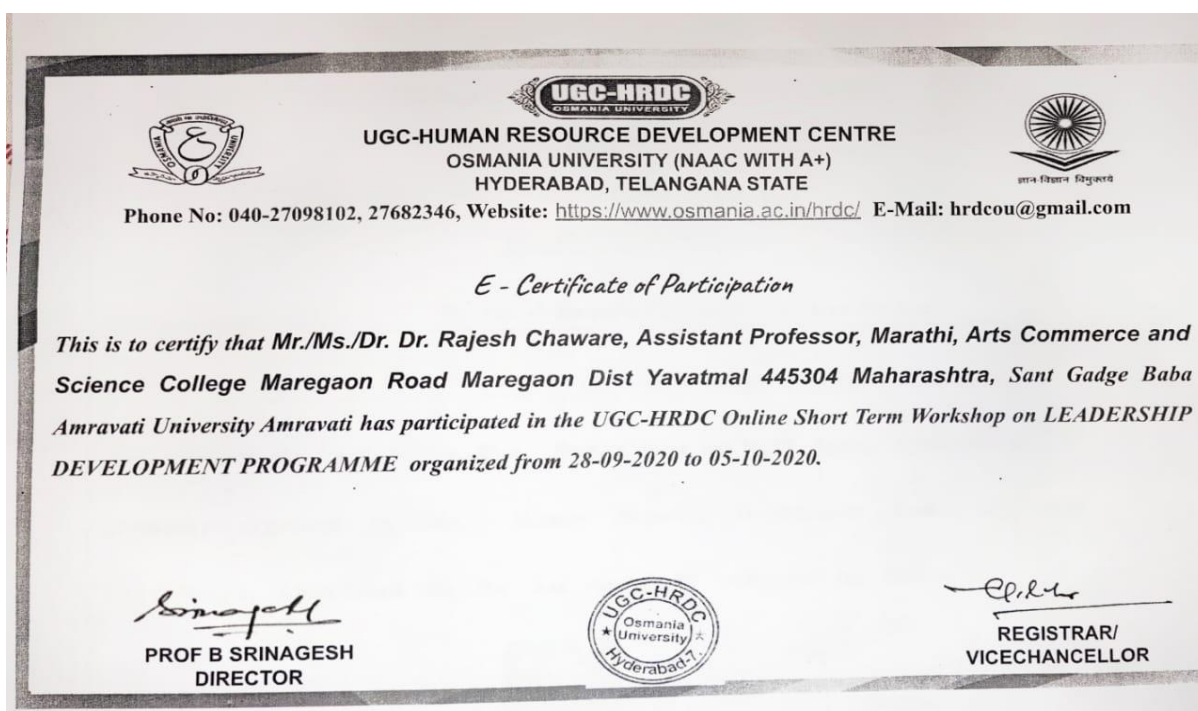 UGC-HRDC
OSMANIA UNIVERSITY
UGC-HUMAN RESOURCE DEVELOPMENT CENTRE
OSMANIA UNIVERSITY (NAAC WITH A+)
HYDERABAD, TELANGANA STATE
ज्ञान-विज्ञान विमुक्तये
Phone No: 040-27098102, 27682346, Website: https://www.osmania.ac.in/hrdc/ E-Mail: hrdcou@gmail.com
E - Certificate of Participation
This is to certify that Mr./Ms./Dr. Dr. Rajesh Chaware, Assistant Professor, Marathi, Arts Commerce and
Science College Maregaon Road Maregaon Dist Yavatmal 445304 Maharashtra, Sant Gadge Baba
Amravati University Amravati has participated in the UGC-HRDC Online Short Term Workshop on LEADERSHIP
DEVELOPMENT PROGRAMME organized from 28-09-2020 to 05-10-2020.
Srinagesh
PROF B SRINAGESH
DIRECTOR
UGC-HRDC
Osmania
University
Hyderabad-7.
REGISTRAR/
VICECHANCELLOR